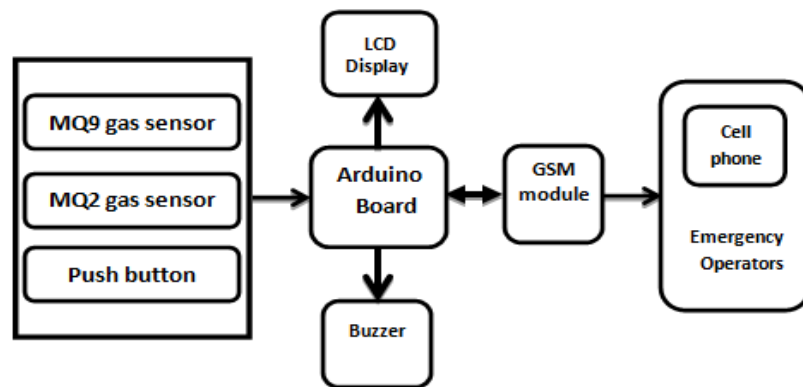 LCD
Display
MQ9 gas sensor
MQ2 gas sensor
Push button
Arduino
Board
GSM
module
Cell
phone
Emergency
Operators
Buzzer